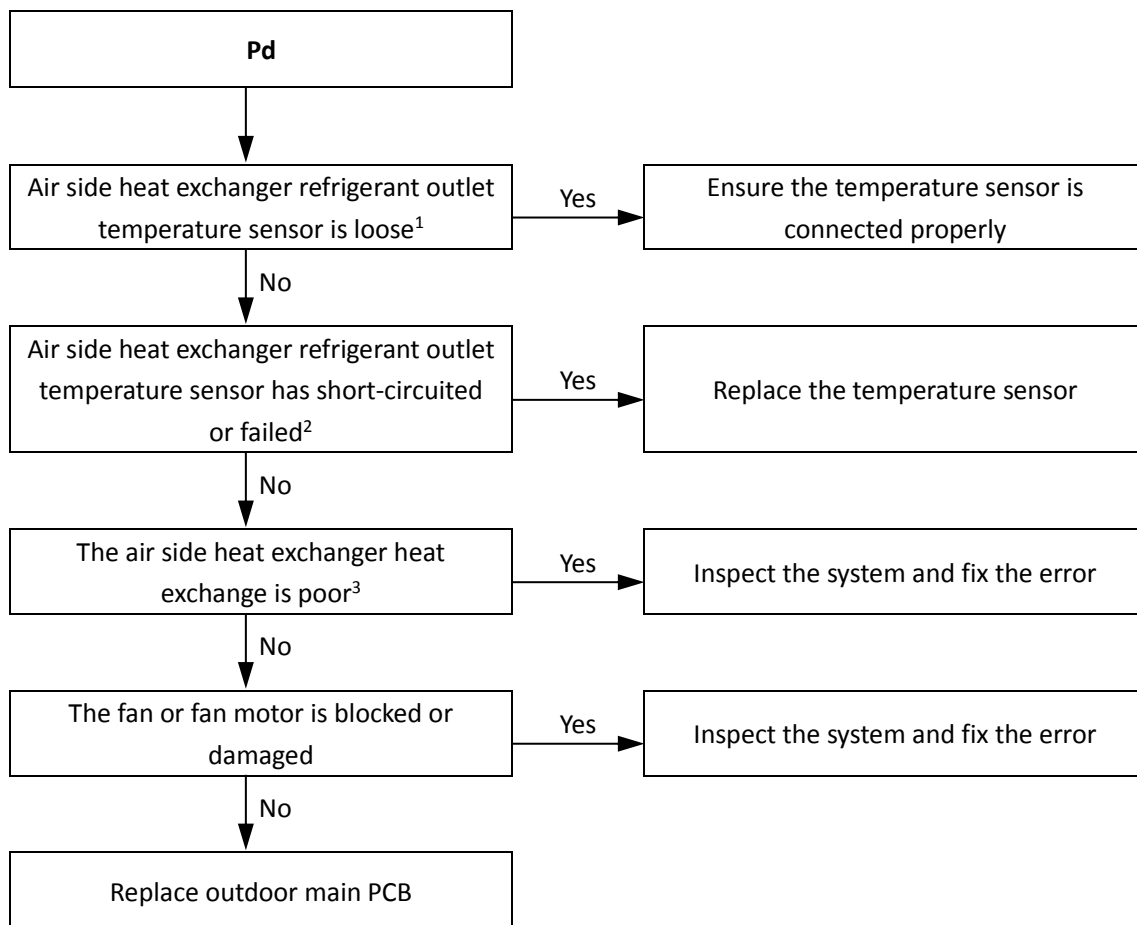 Pd
Air side heat exchanger refrigerant outlet
temperature sensor is loose¹
Yes
Ensure the temperature sensor is
connected properly
No
Air side heat exchanger refrigerant outlet
temperature sensor has short-circuited
or failed²
Yes
Replace the temperature sensor
No
The air side heat exchanger heat
exchange is poor³
Yes
Inspect the system and fix the error
No
The fan or fan motor is blocked or
damaged
Yes
Inspect the system and fix the error
No
Replace outdoor main PCB